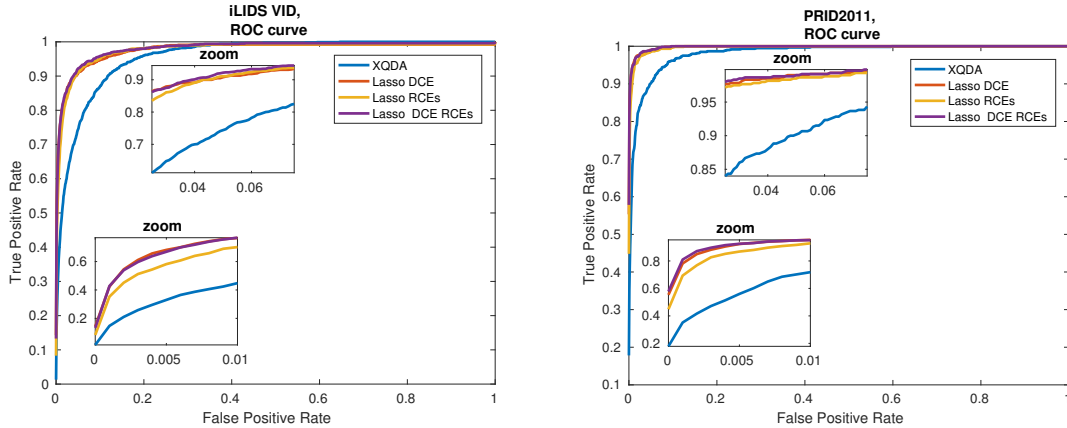 iLIDS VID,
ROC curve
True Positive Rate
1
0.9
0.8
0.7
0.6
0.5
0.4
0.3
0.2
0.1
0
zoom
0.9
0.8
0.7
0.04
0.06
XQDA
Lasso DCE
Lasso RCEs
Lasso DCE RCEs
zoom
0.6
0.4
0.2
0
0.005
0.01
0
0.2
0.4
0.6
0.8
1
False Positive Rate
PRID2011,
ROC curve
True Positive Rate
1
0.9
0.8
0.7
0.6
0.5
0.4
0.3
0.2
0.1
zoom
0.95
0.9
0.85
0.04
0.06
XQDA
Lasso DCE
Lasso RCEs
Lasso DCE RCEs
zoom
0.8
0.6
0.4
0.2
0
0.005
0.01
0
0.2
0.4
0.6
0.8
False Positive Rate